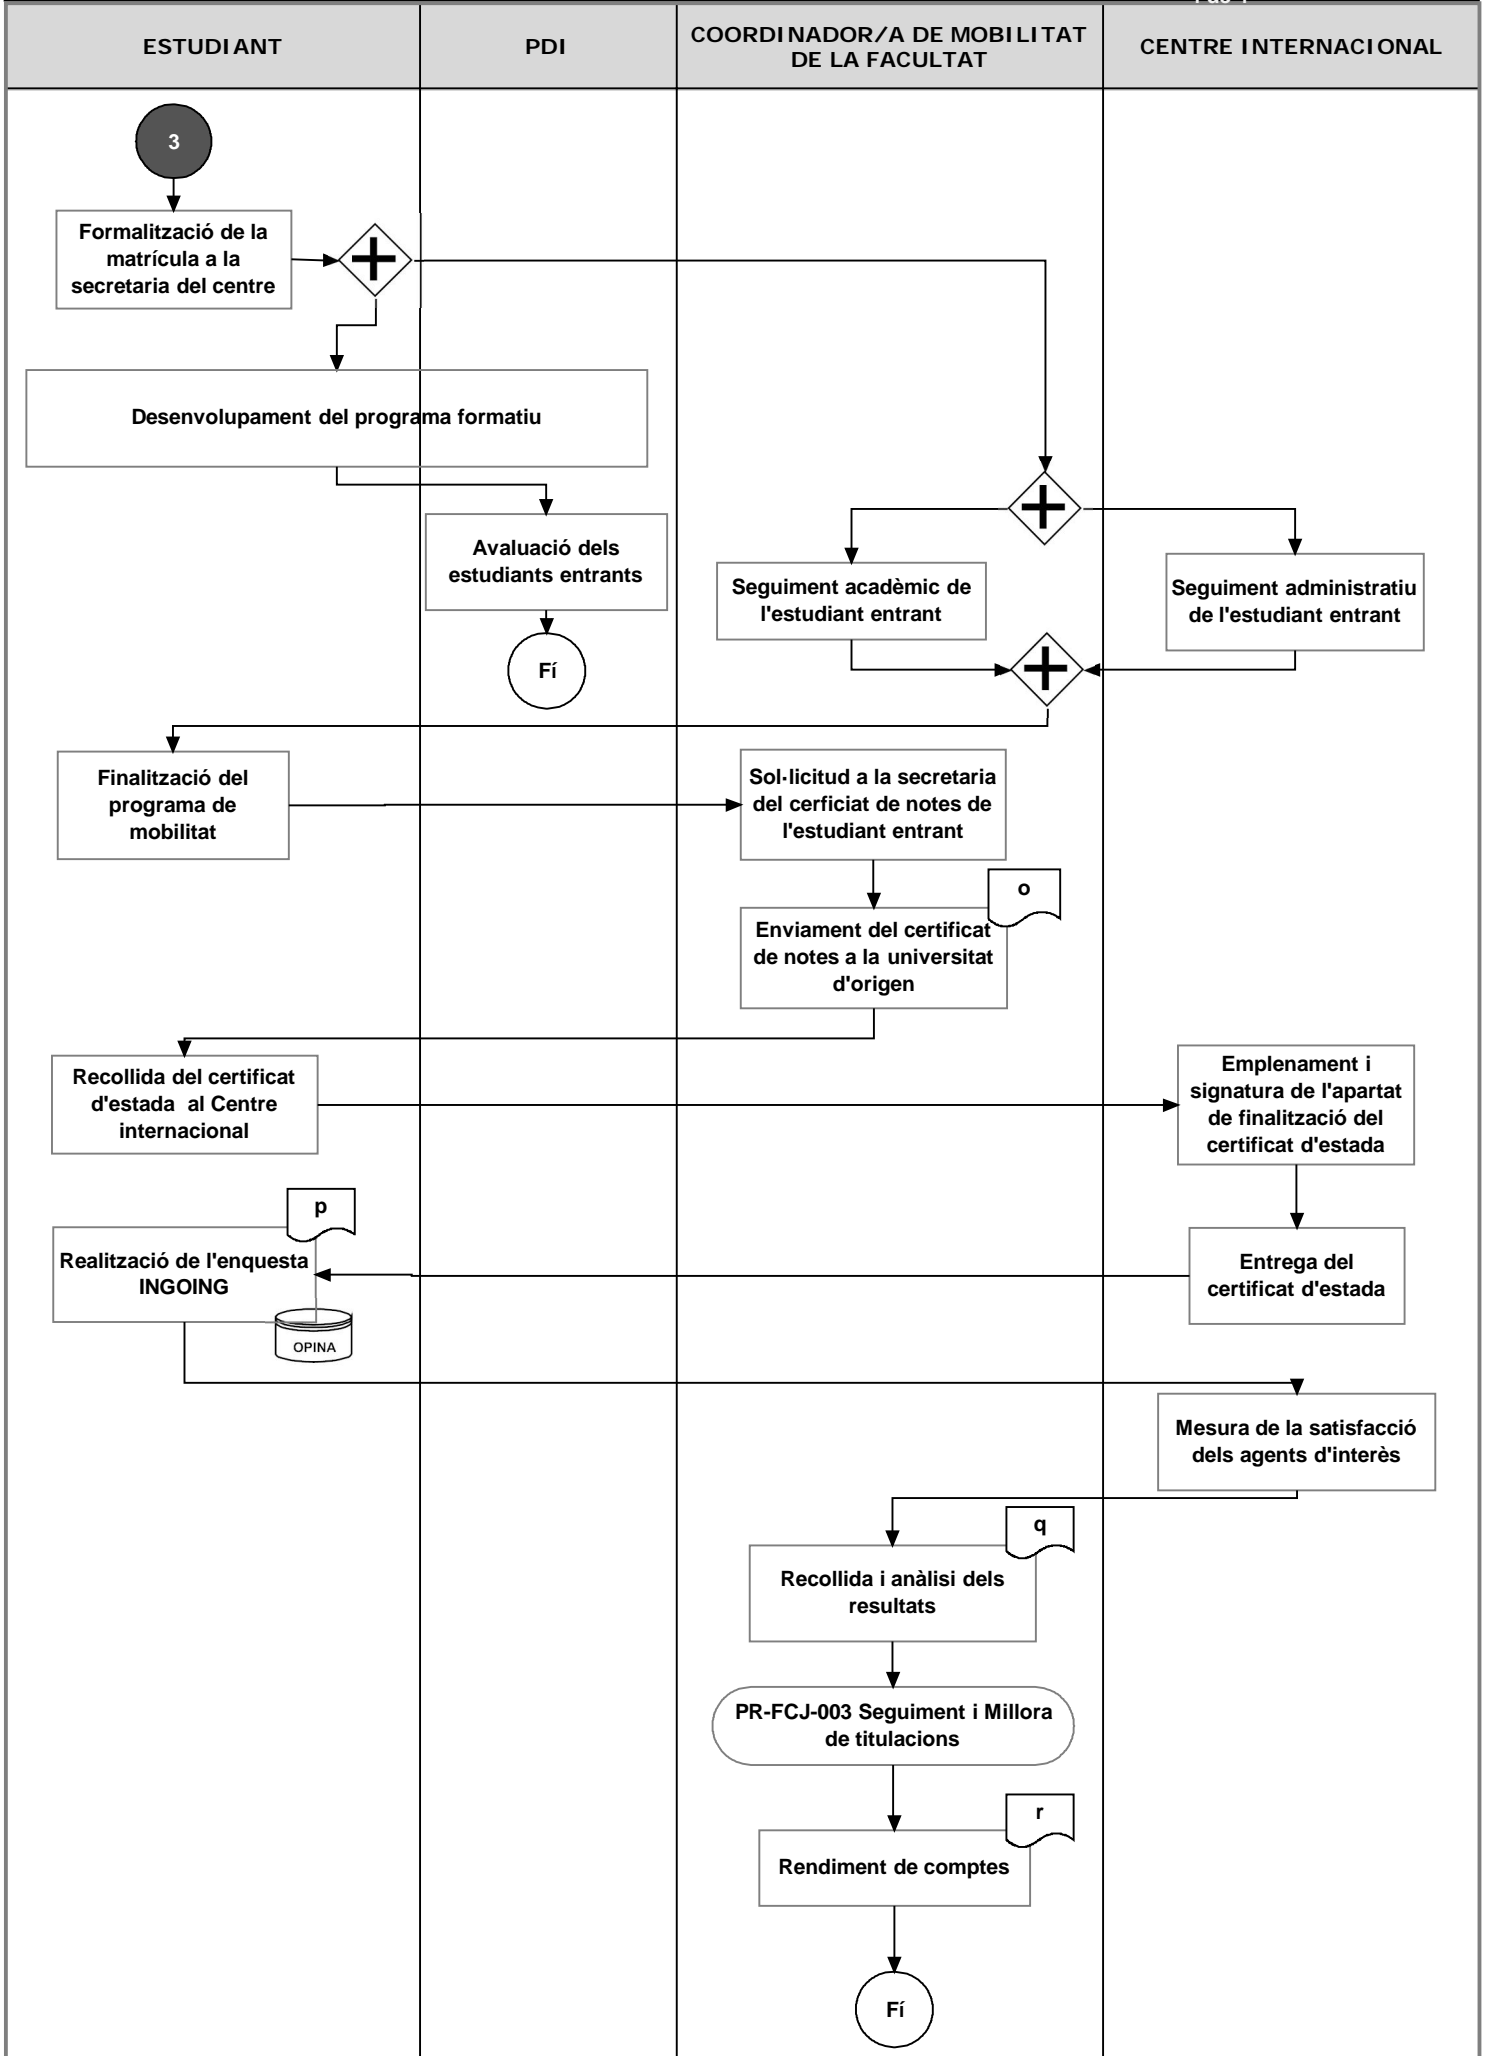 ESTUDIANT
PDI
COORDINADOR/A DE MOBILITAT
DE LA FACULTAT
CENTRE INTERNACIONAL
3
Formalització de la
matrícula a la
secretaria del centre
Desenvolupament del programa formatiu
Avaluació dels
estudiants entrants
Fí
Seguiment acadèmic de
l'estudiant entrant
Seguiment administratiu
de l'estudiant entrant
Finalització del
programa de
mobilitat
Sol·licitud a la secretaria
del cerficiat de notes de
l'estudiant entrant
o
Enviament del certificat
de notes a la universitat
d'origen
Recollida del certificat
d'estada al Centre
internacional
Emplenament i
signatura de l'apartat
de finalització del
certificat d'estada
p
Realització de l'enquesta
INGOING
OPINA
Entrega del
certificat d'estada
Mesura de la satisfacció
dels agents d'interès
q
Recollida i anàlisi dels
resultats
PR-FCJ-003 Seguiment i Millora
de titulacions
r
Rendiment de comptes
Fí